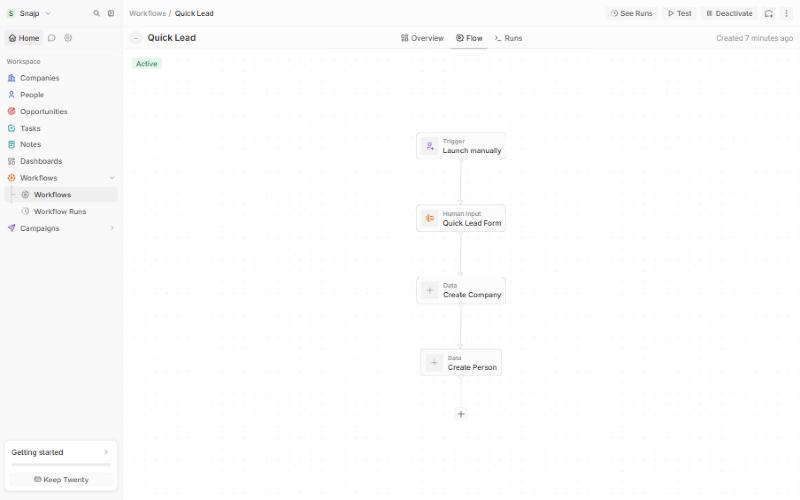 S Snajp
Workflows / Quick Lead
See Runs
Test
Deactivate
Home
Quick Lead
Overview
Flow
Runs
Created 7 minutes ago
Workspace
Active
Companies
People
Opportunities
Tasks
Notes
Dashboards
Workflows
Workflows
Workflow Runs
Campaigns
Trigger
Launch manually
Human Input
Quick Lead Form
Data
Create Company
Data
Create Person
Getting started
Keep Twenty